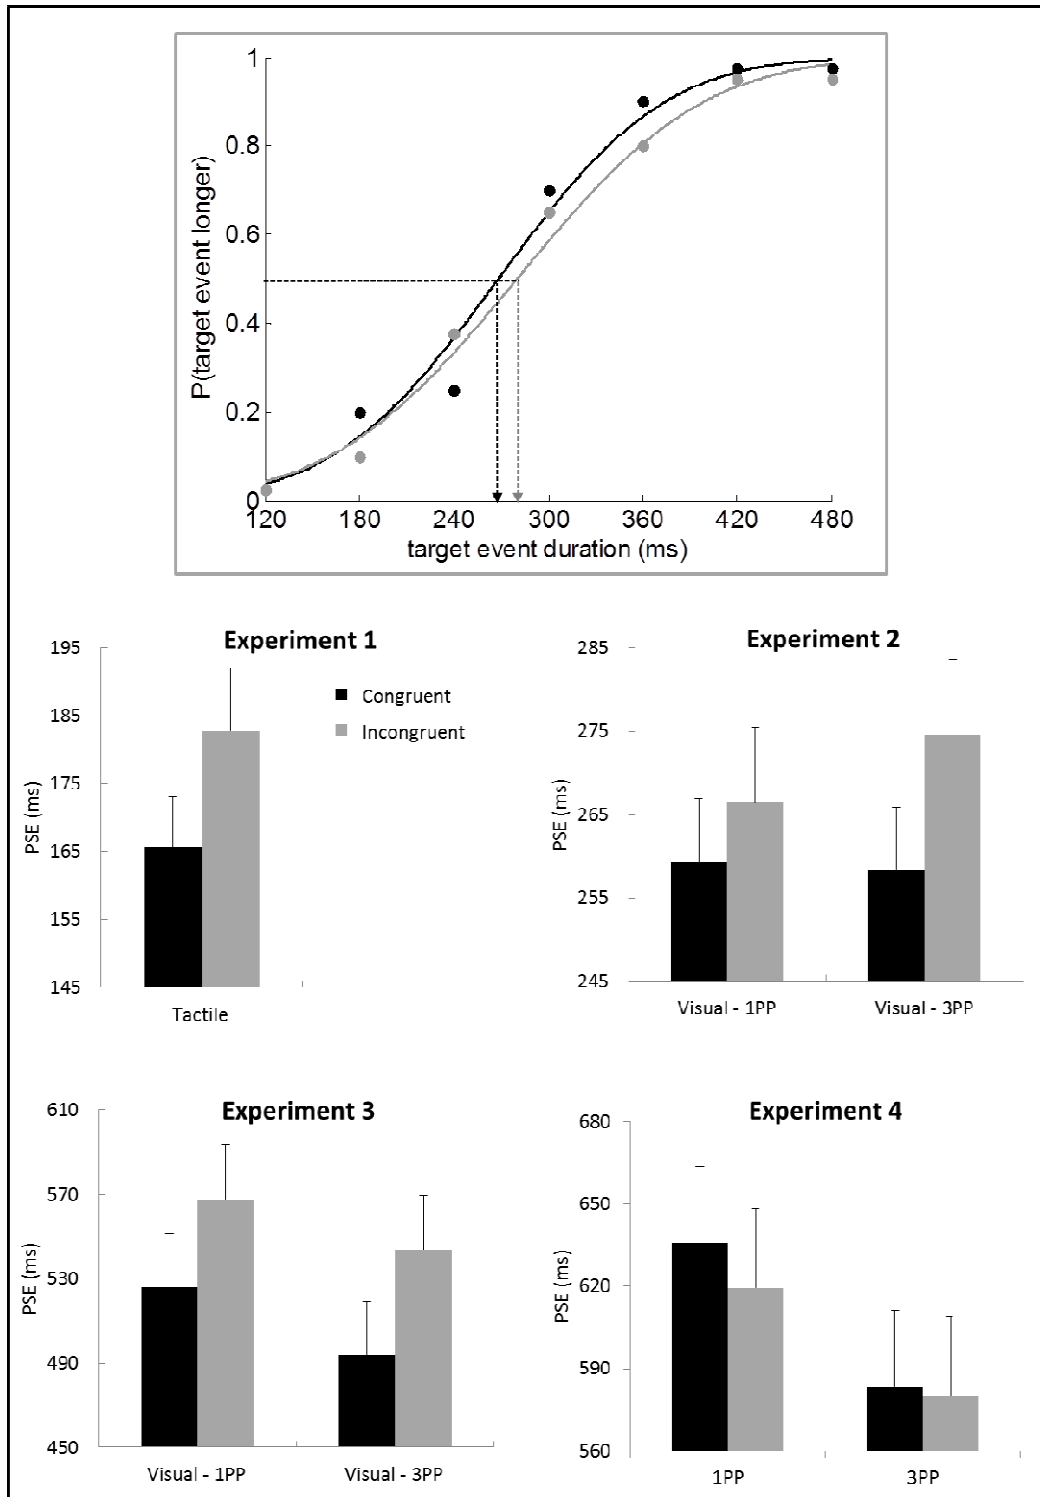 1
0.8
0.6
0.4
0.2
0
P(target event longer)
120 180 240 300 360 420 480
target event duration (ms)
Experiment 1
195
185
175
165
155
145
PSE (ms)
Congruent
Incongruent
Tactile
Experiment 2
285
275
265
255
245
PSE (ms)
Visual - 1PP Visual - 3PP
Experiment 3
610
570
530
490
450
PSE (ms)
Visual - 1PP Visual - 3PP
Experiment 4
680
650
620
590
560
PSE (ms)
1PP 3PP